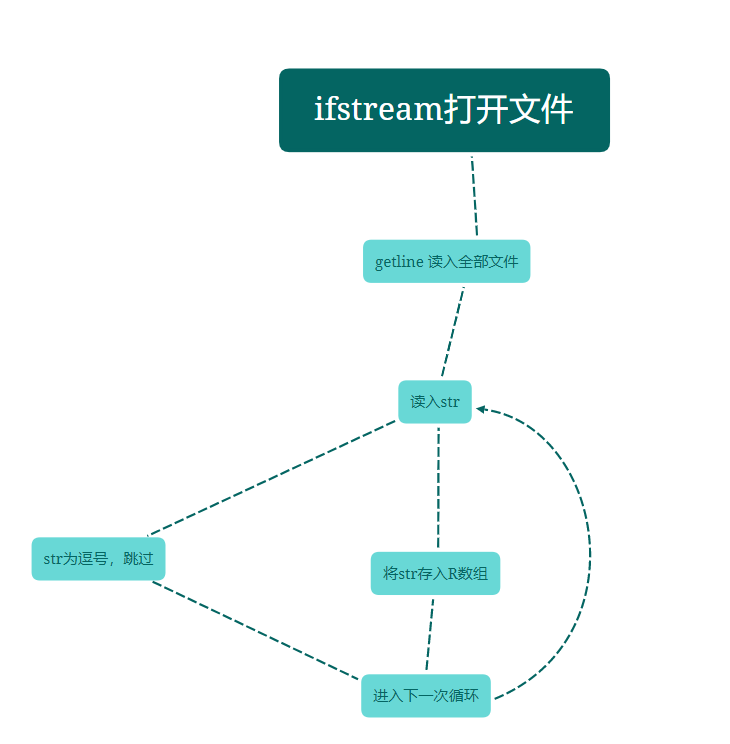 ifstream打开文件
getline 读入全部文件
读入str
str为逗号，跳过
将str存入R数组
进入下一次循环